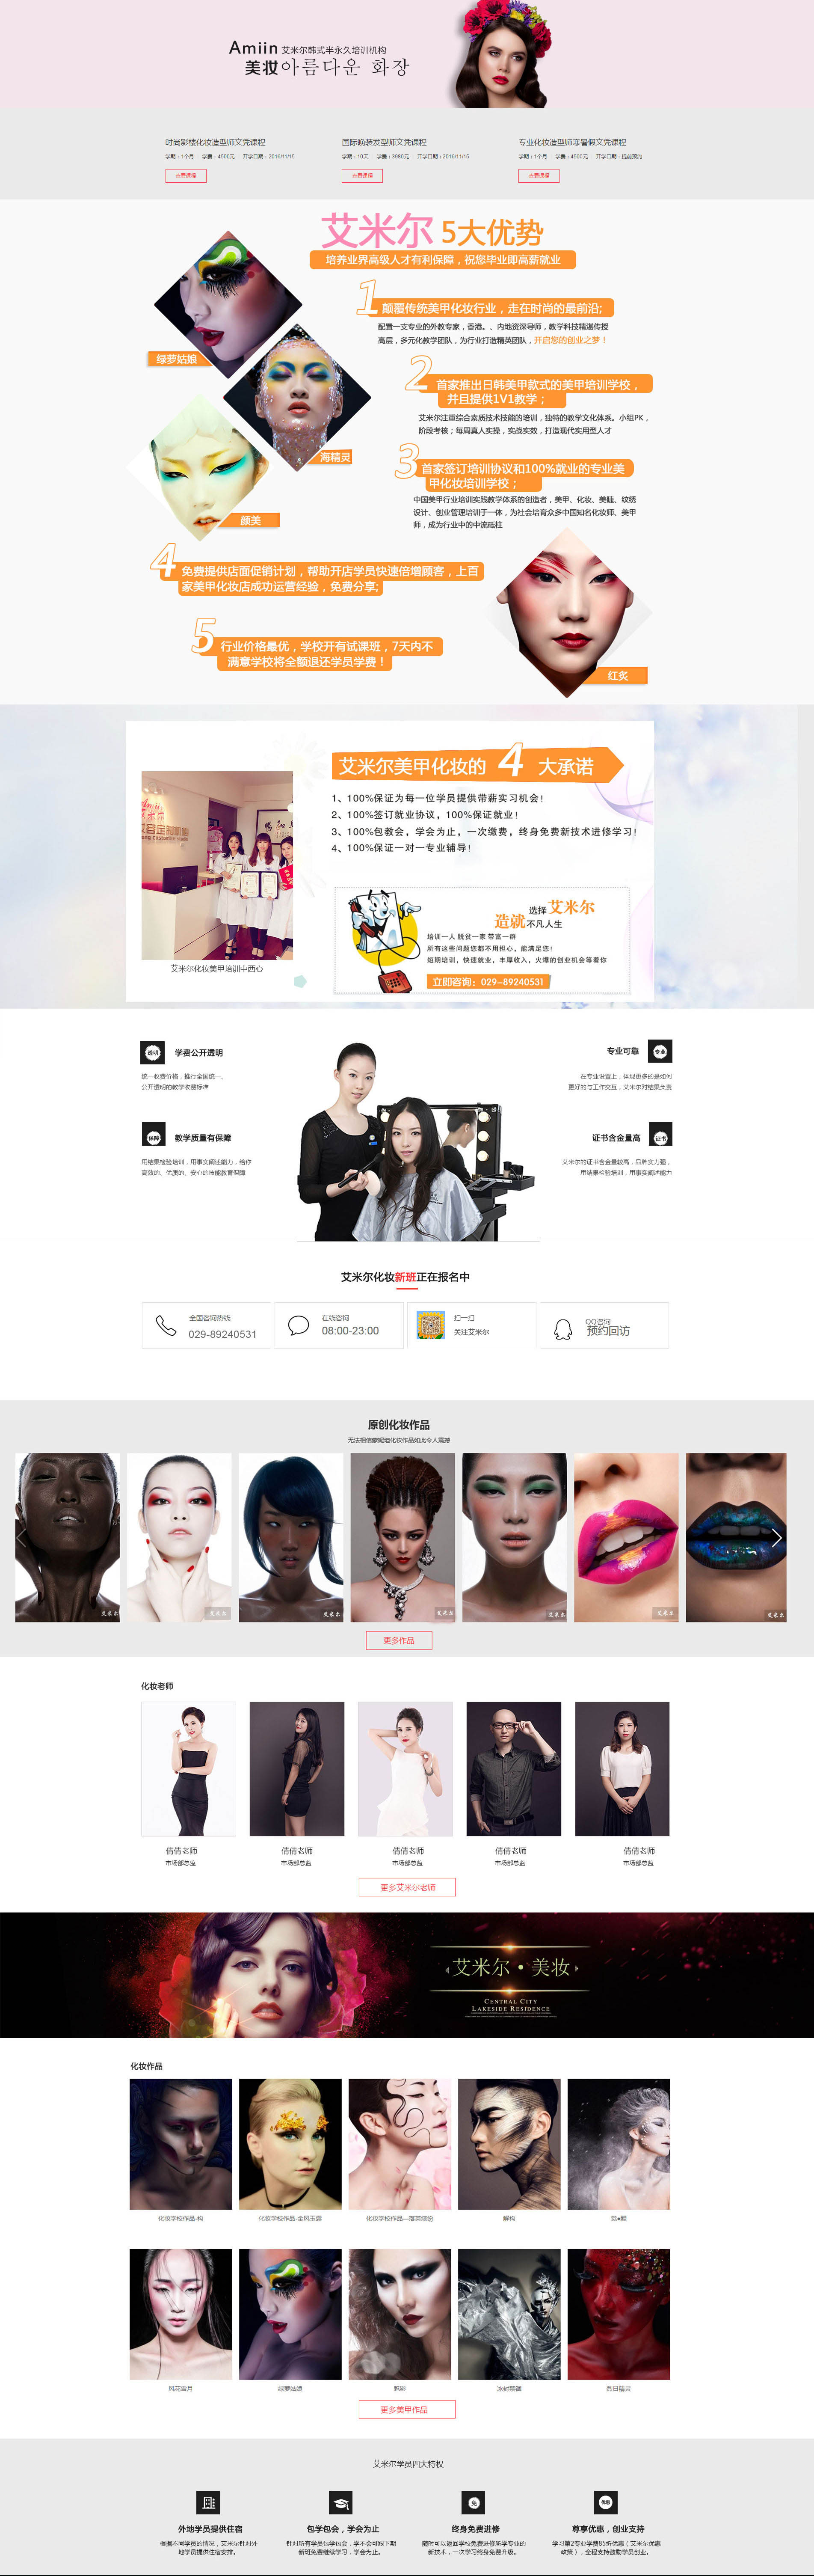 Amiin 艾米尔韩式半永久培训机构
美妆아름다운 화장
时尚影楼化妆造型师文凭课程
学期：1个月 学费：4500元 开学日期：2016/11/15
查看课程
国际晚装发型师文凭课程
学期：10天 学费：3860元 开学日期：2016/11/15
查看课程
专业化妆造型师寒暑假文凭课程
学期：1个月 学费：4500元 开学日期：提前预约
查看课程
艾米尔 5大优势
培养业界高级人才有利保障，祝您毕业即高薪就业
绿萝姑娘
海精灵
颜美
1 颠覆传统美甲化妆行业，走在时尚的最前沿;
配置一支专业的外教专家，香港。、内地资深导师，教学科技精湛传授
高层，多元化教学团队，为行业打造精英团队，开启您的创业之梦！
2 首家推出日韩美甲款式的美甲培训学校，
并且提供1V1教学；
艾米尔注重综合素质技术技能的培训，独特的教学文化体系。小组PK，
阶段考核；每周真人实操，实战实效，打造现代实用型人才
3 首家签订培训协议和100%就业的专业美
甲化妆培训学校；
中国美甲行业培训实践教学体系的创造者，美甲、化妆、美睫、纹绣
设计、创业管理培训于一体，为社会培育众多中国知名化妆师、美甲
师，成为行业中的中流砥柱
4 免费提供店面促销计划，帮助开店学员快速倍增顾客，上百
家美甲化妆店成功运营经验，免费分享;
5 行业价格最优，学校开有试课班，7天内不
满意学校将全额退还学员学费！
红炙
艾米尔美甲化妆的 4 大承诺
1、100%保证为每一位学员提供带薪实习机会!
2、100%签订就业协议，100%保证就业!
3、100%包教会，学会为止，一次缴费，终身免费新技术进修学习!
4、100%保证一对一专业辅导!
艾米尔化妆美甲培训中西心
选择 艾米尔
造就 不凡人生
培训一人 脱贫一家 带富一群
所有这些问题您都不用担心，能满足您!
短期培训，快速就业，丰厚收入，火爆的创业机会等着你
立即咨询：029-89240531
透明 学费公开透明
统一收费价格，推行全国统一、
公开透明的教学收费标准
保障 教学质量有保障
用结果检验培训，用事实阐述能力，给你
高效的、优质的、安心的技能教育保障
专业可靠 专业
在专业设置上，体现更多的是如何
更好的与工作交互，艾米尔对结果负责
证书含金量高 证书
艾米尔的证书含金量较高，品牌实力强，
用结果检验培训，用事实阐述能力
艾米尔化妆新班正在报名中
全国咨询热线
029-89240531
在线咨询
08:00-23:00
扫一扫
关注艾米尔
QQ咨询
预约回访
原创化妆作品
艾米尔
艾米尔
艾米尔
艾米尔
艾米尔
艾米尔
艾米尔
更多作品
化妆老师
倩倩老师
市场部总监
倩倩老师
市场部总监
倩倩老师
市场部总监
倩倩老师
市场部总监
倩倩老师
市场部总监
更多艾米尔老师
艾米尔·美妆
CENTRAL CITY
LAKESIDE RESIDENCE
化妆作品
化妆学校作品-构
化妆学校作品-金风玉露
化妆学校作品—落英缤纷
解构
觉●醒
风花雪月
绿萝姑娘
魅影
烈日精灵
更多美甲作品
艾米尔学员四大特权
外地学员提供住宿
根据不同学员的情况，艾米尔针对外
地学员提供住宿安排。
包学包会，学会为止
针对所有学员包学包会，学不会可策下期
新班免费继续学习，学会为止。
免
终身免费进修
随时可以返回学校免费进修所学专业的
新技术，一次学习终身免费升级。
优惠
尊享优惠，创业支持
学习第2专业学费85折优惠（艾米尔优惠
政策），全程支持鼓励学员创业。